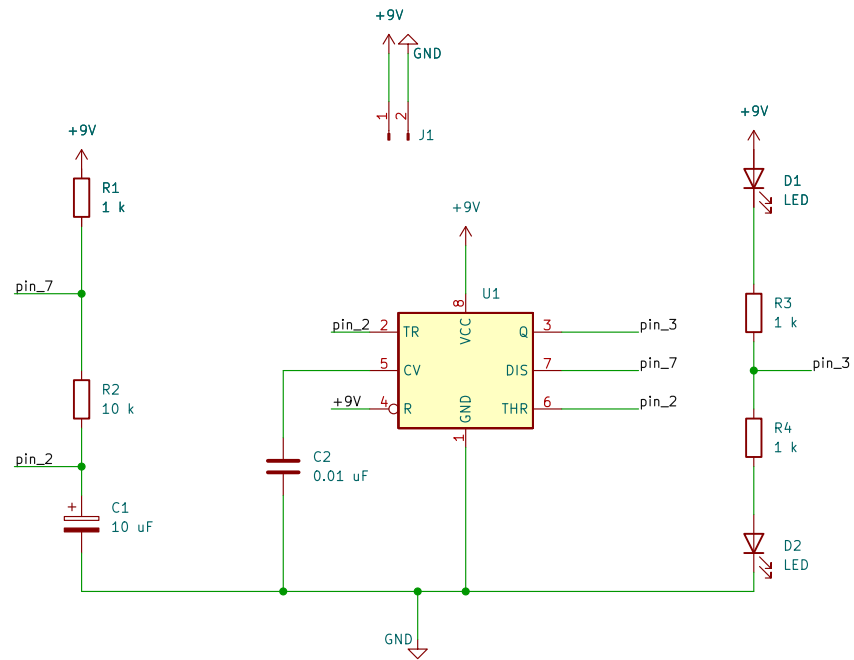 +9V
GND
1
2
J1
+9V
R1
1 k
pin_7
R2
10 k
pin_2
+
C1
10 uF
+9V
U1
8
pin_2 2 TR
VCC
Q 3 pin_3
5 CV
DIS 7 pin_7
+9V 4 R
GND
THR 6 pin_2
1
C2
0.01 uF
GND
+9V
D1
LED
R3
1 k
pin_3
R4
1 k
D2
LED